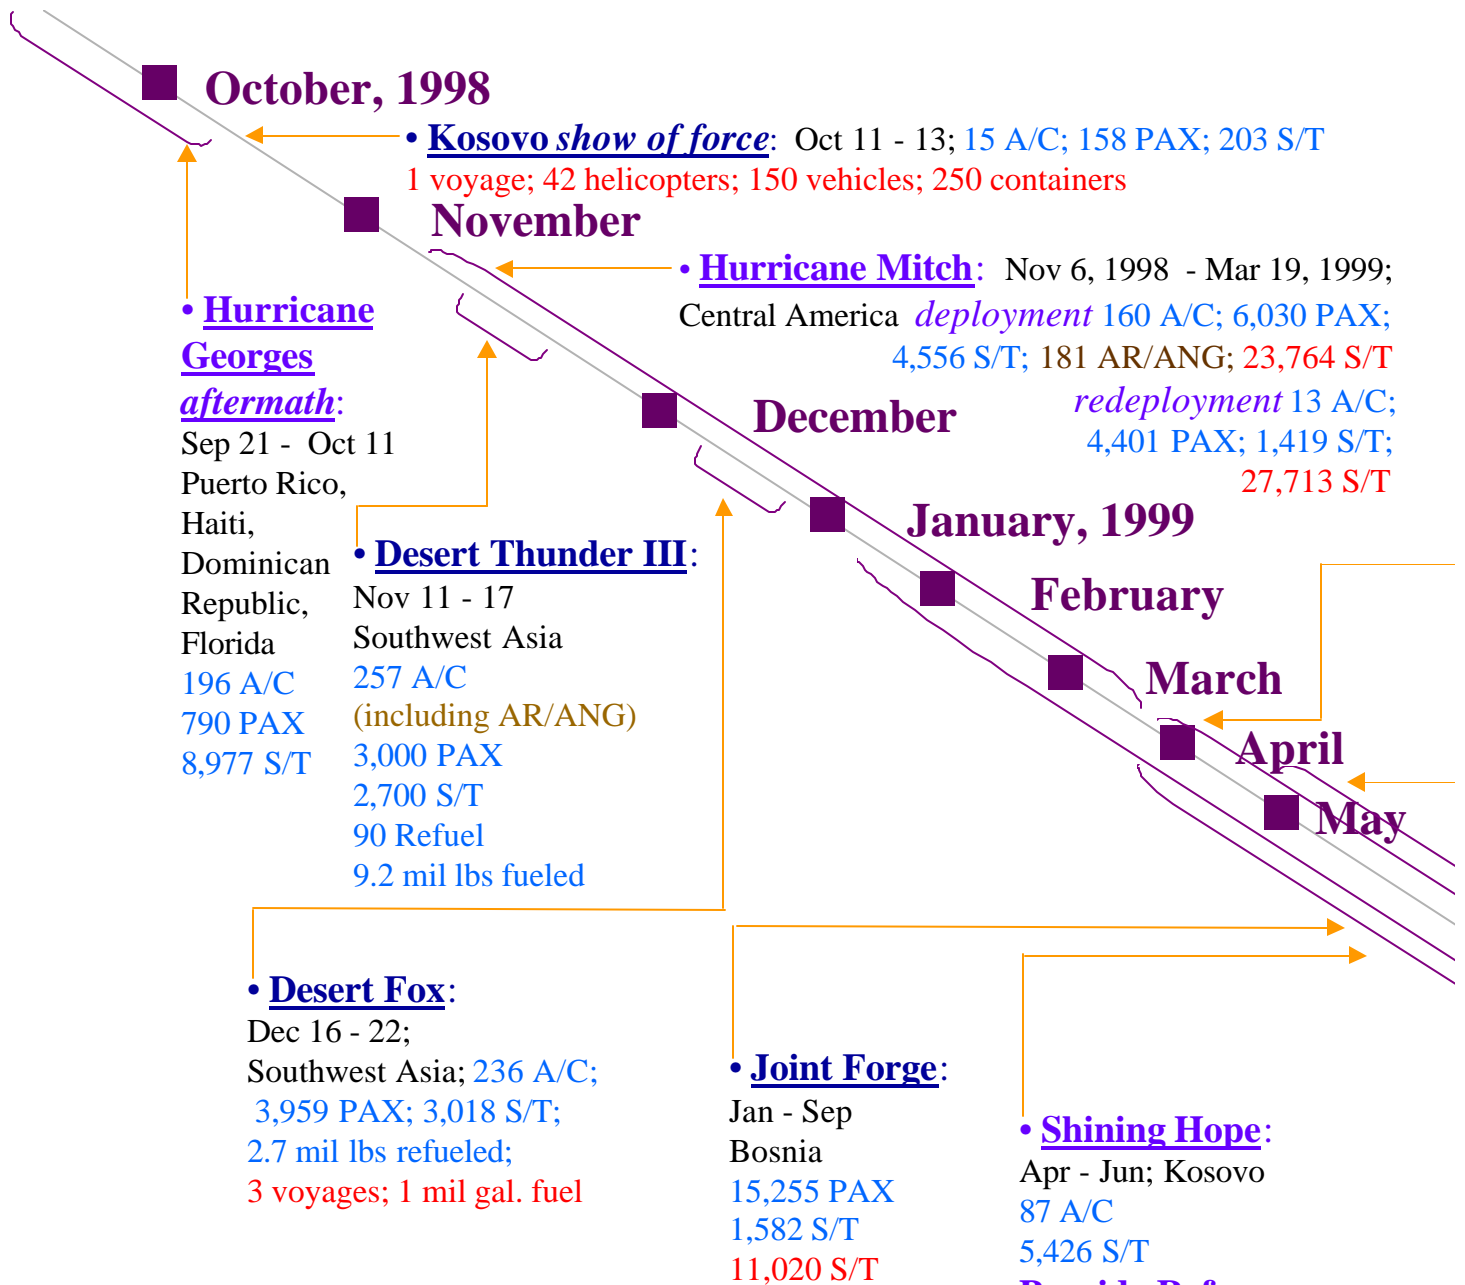 October, 1998
• Kosovo show of force: Oct 11 - 13; 15 A/C; 158 PAX; 203 S/T
1 voyage; 42 helicopters; 150 vehicles; 250 containers
November
• Hurricane Mitch: Nov 6, 1998 - Mar 19, 1999;
Central America deployment 160 A/C; 6,030 PAX;
4,556 S/T; 181 AR/ANG; 23,764 S/T
redeployment 13 A/C;
4,401 PAX; 1,419 S/T;
27,713 S/T
• Hurricane
Georges
aftermath:
Sep 21 - Oct 11
Puerto Rico,
Haiti,
Dominican
Republic,
Florida
196 A/C
790 PAX
8,977 S/T
December
January, 1999
• Desert Thunder III:
Nov 11 - 17
Southwest Asia
257 A/C
(including AR/ANG)
3,000 PAX
2,700 S/T
90 Refuel
9.2 mil lbs fueled
February
March
April
May
• Desert Fox:
Dec 16 - 22;
Southwest Asia; 236 A/C;
3,959 PAX; 3,018 S/T;
2.7 mil lbs refueled;
3 voyages; 1 mil gal. fuel
• Joint Forge:
Jan - Sep
Bosnia
15,255 PAX
1,582 S/T
11,020 S/T
• Shining Hope:
Apr - Jun; Kosovo
87 A/C
5,426 S/T